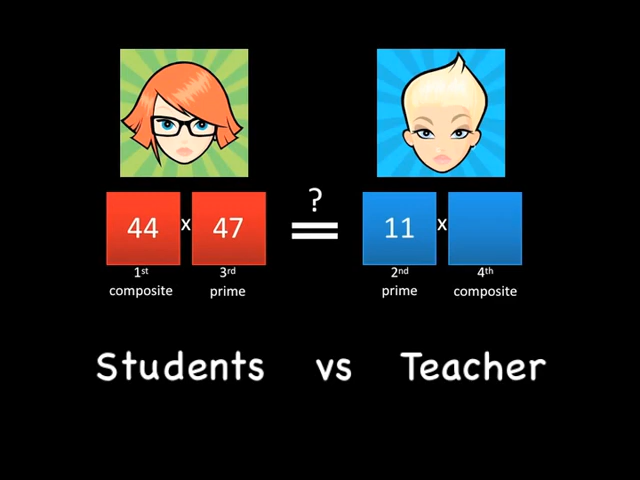 ?
44 x 47 = 11 x
1st 3rd 2nd 4th
composite prime prime composite
Students vs Teacher